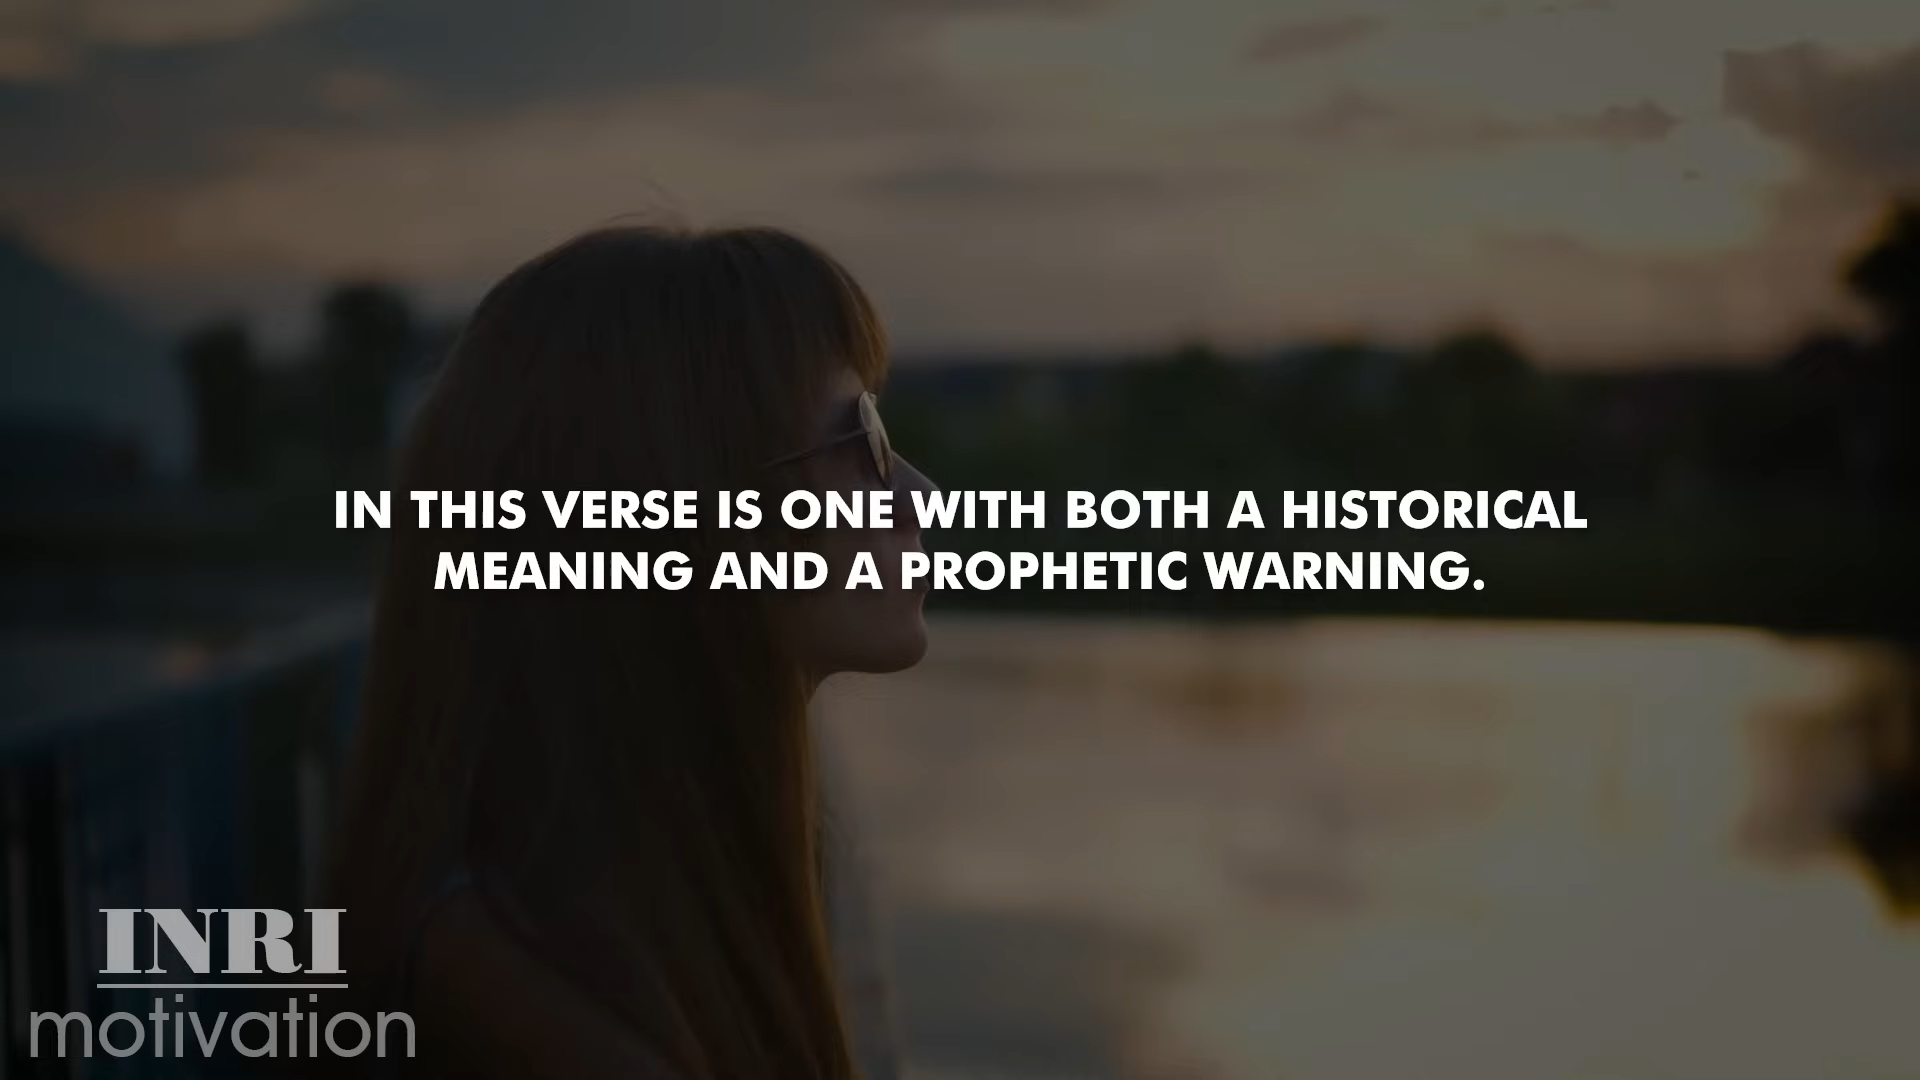 IN THIS VERSE IS ONE WITH BOTH A HISTORICAL
MEANING AND A PROPHETIC WARNING.
INRI
motivation